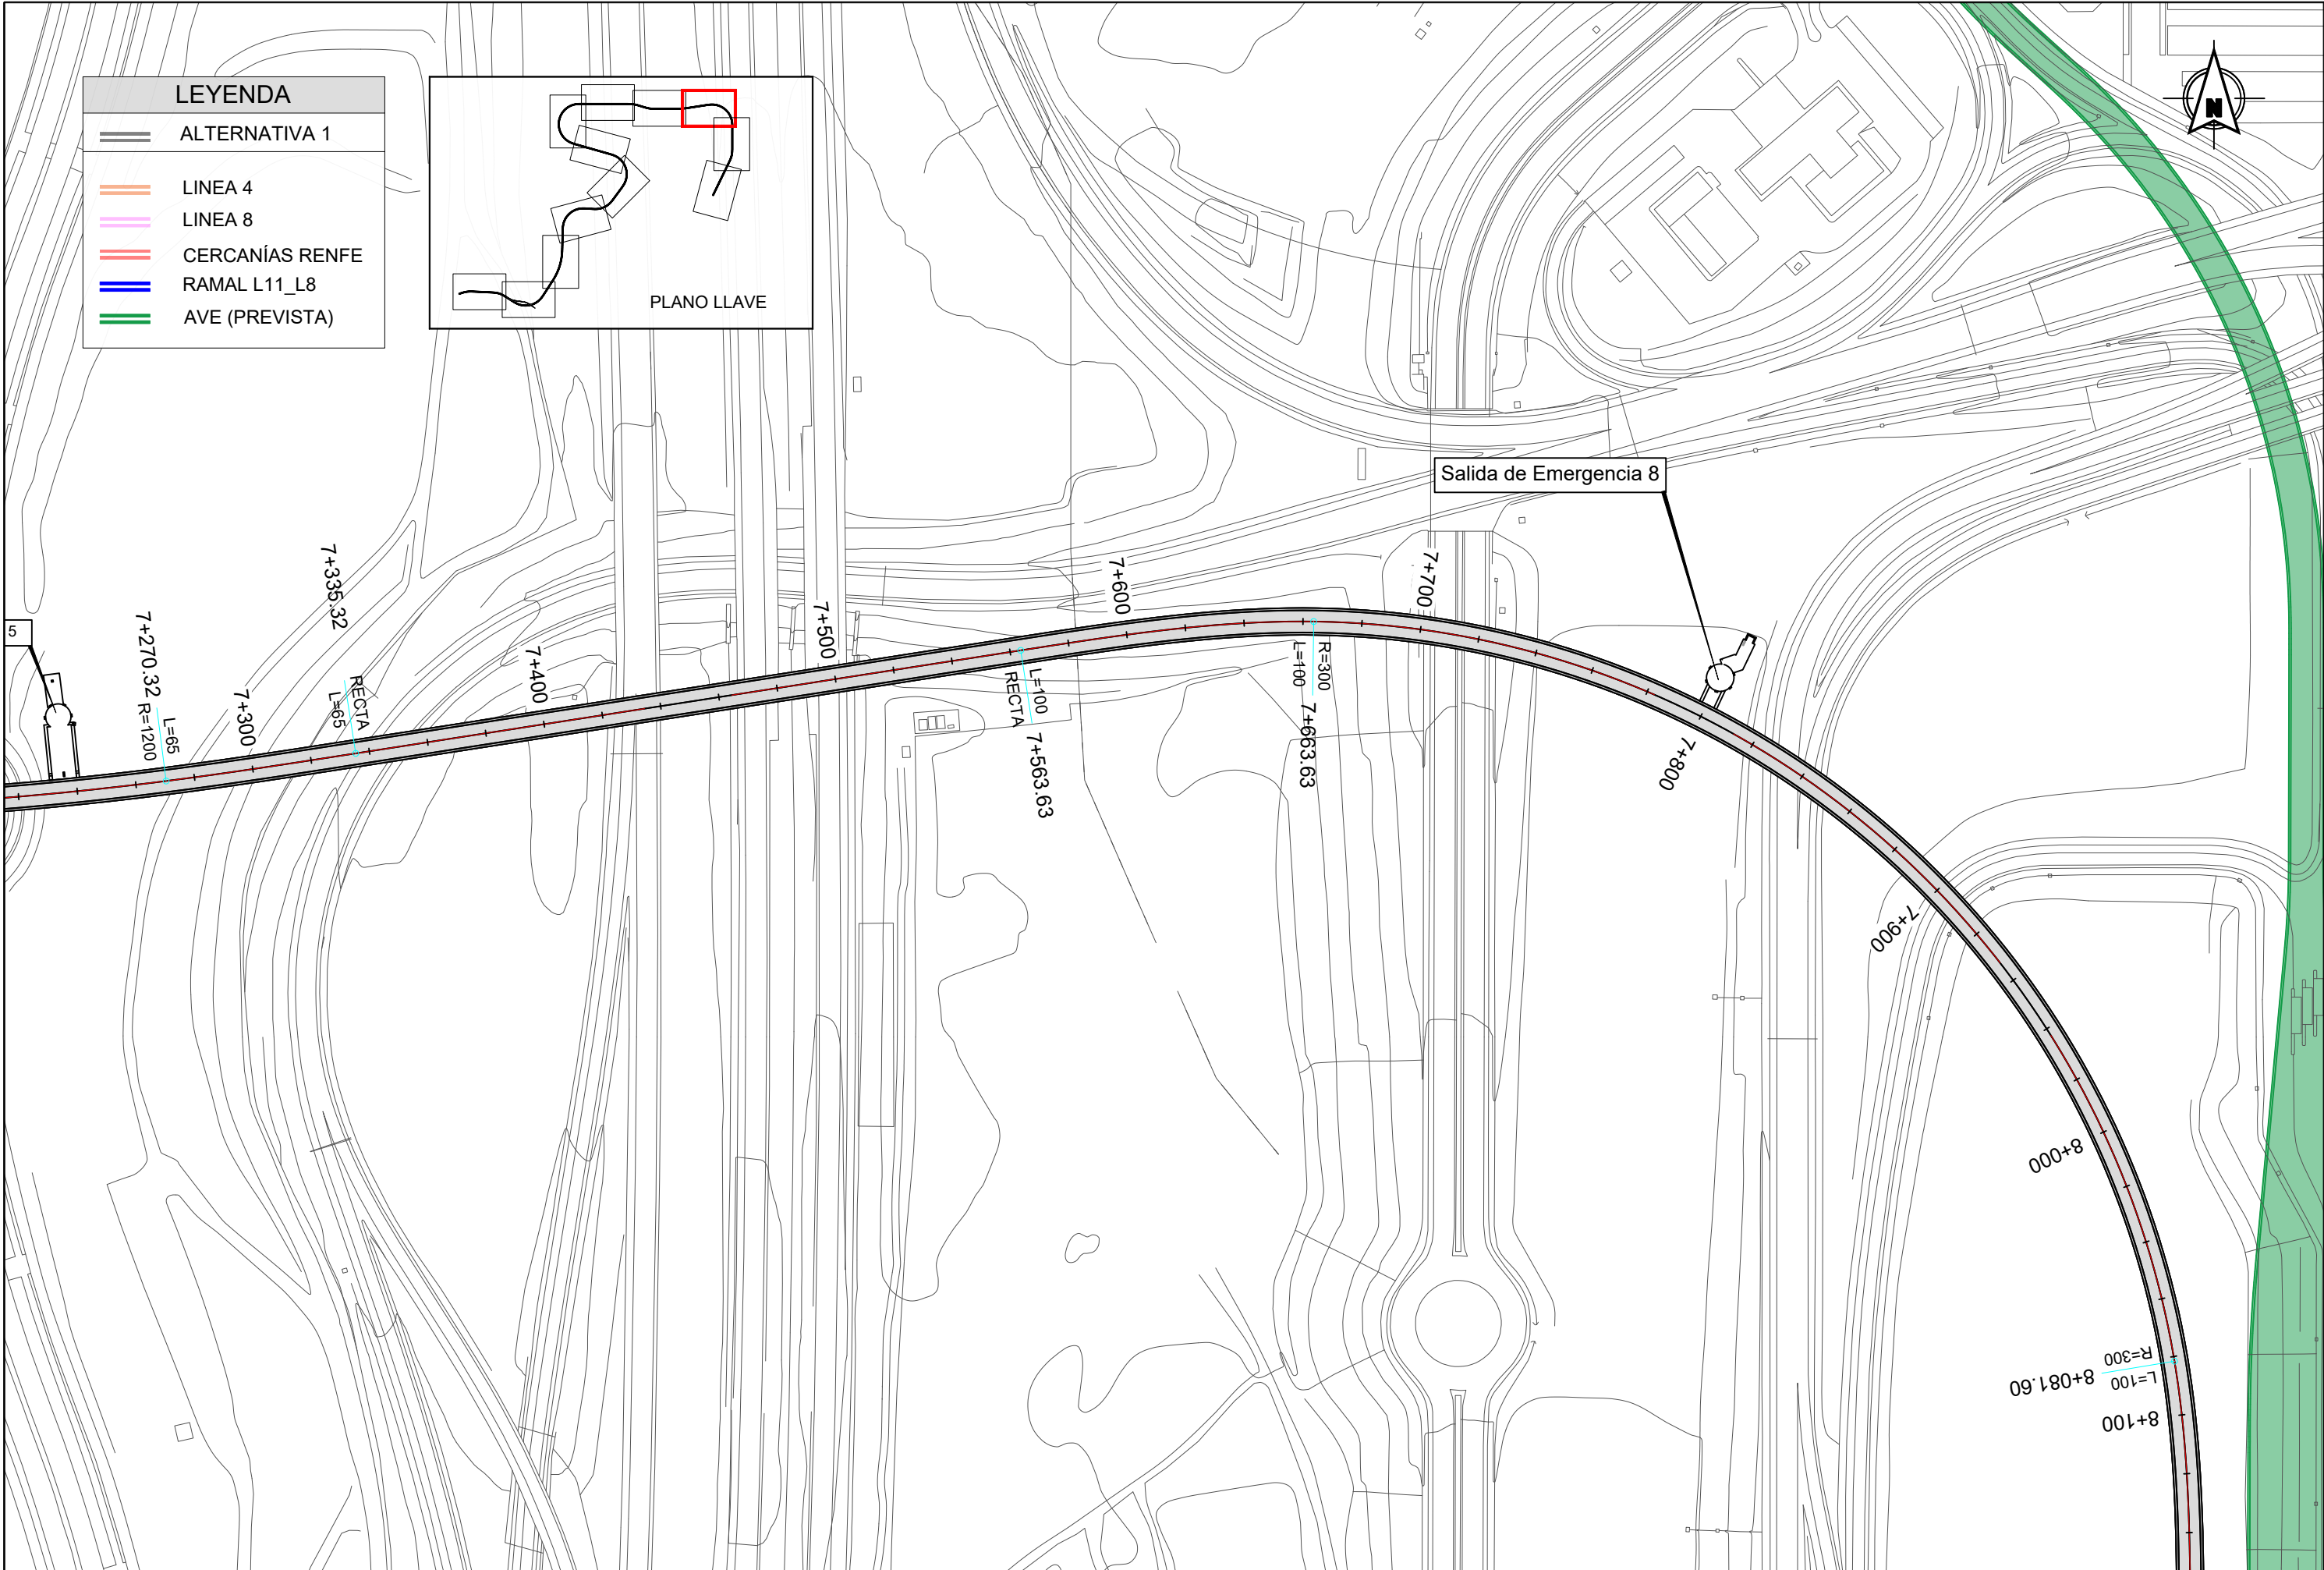 LEYENDA
ALTERNATIVA 1
LINEA 4
LINEA 8
CERCANÍAS RENFE
RAMAL L11_L8
AVE (PREVISTA)
PLANO LLAVE
N
Salida de Emergencia 8
5
7+270.32
R=1200
L=65
7+300
7+335.32
L=65
RECTA
7+400
7+500
RECTA
L=100
7+563.63
7+600
L=100
R=300
7+663.63
7+700
7+800
7+900
8+000
8+081.60
R=300
L=100
8+100